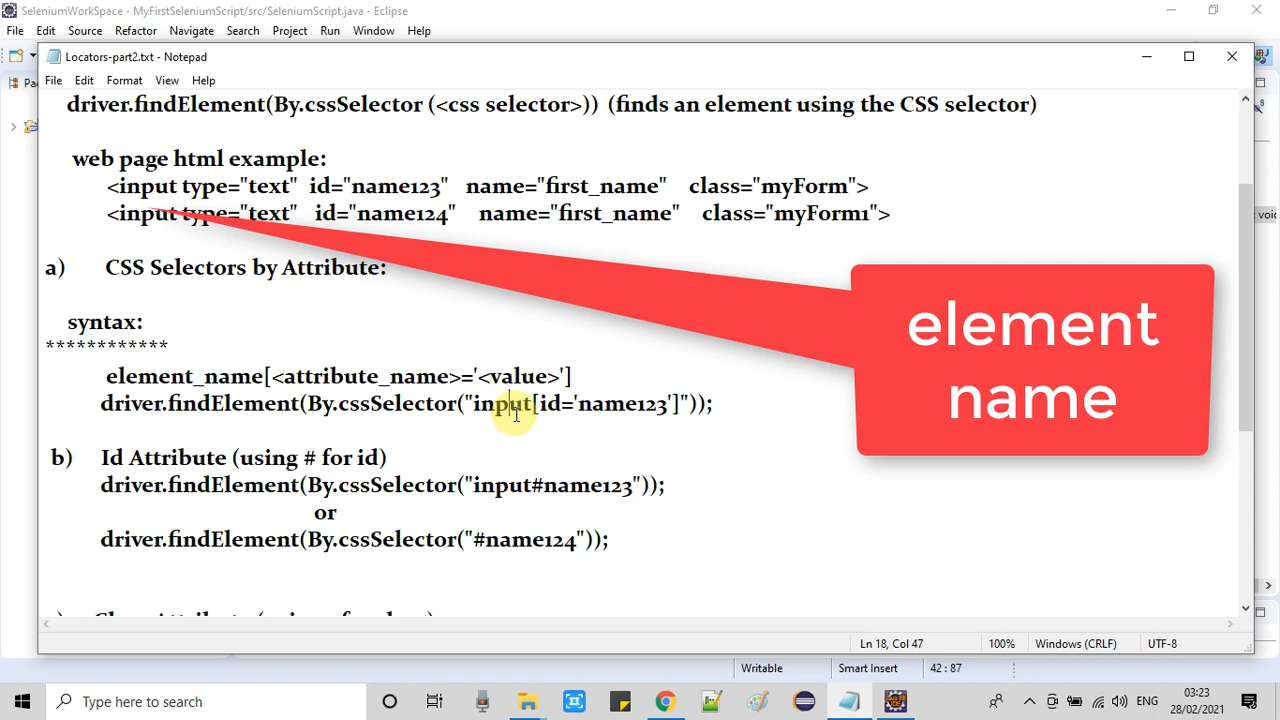 SeleniumWorkSpace - MyFirstSeleniumScript/src/SeleniumScript.java - Eclipse
File Edit Source Refactor Navigate Search Project Run Window Help
Locators-part2.txt - Notepad
File Edit Format View Help
driver.findElement(By.cssSelector (<css selector>)) (finds an element using the CSS selector)
web page html example:
<input type="text" id="name123" name="first_name" class="myForm">
<input type="text" id="name124" name="first_name" class="myForm1">
a) CSS Selectors by Attribute:
syntax:
************
element_name[<attribute_name>='<value>']
driver.findElement(By.cssSelector("input[id='name123']"));
b) Id Attribute (using # for id)
driver.findElement(By.cssSelector("input#name123"));
or
driver.findElement(By.cssSelector("#name124"));
element
name
void
Ln 18, Col 47 100% Windows (CRLF) UTF-8
Writable Smart Insert 42 : 87
Type here to search
ENG
03:23
28/02/2021